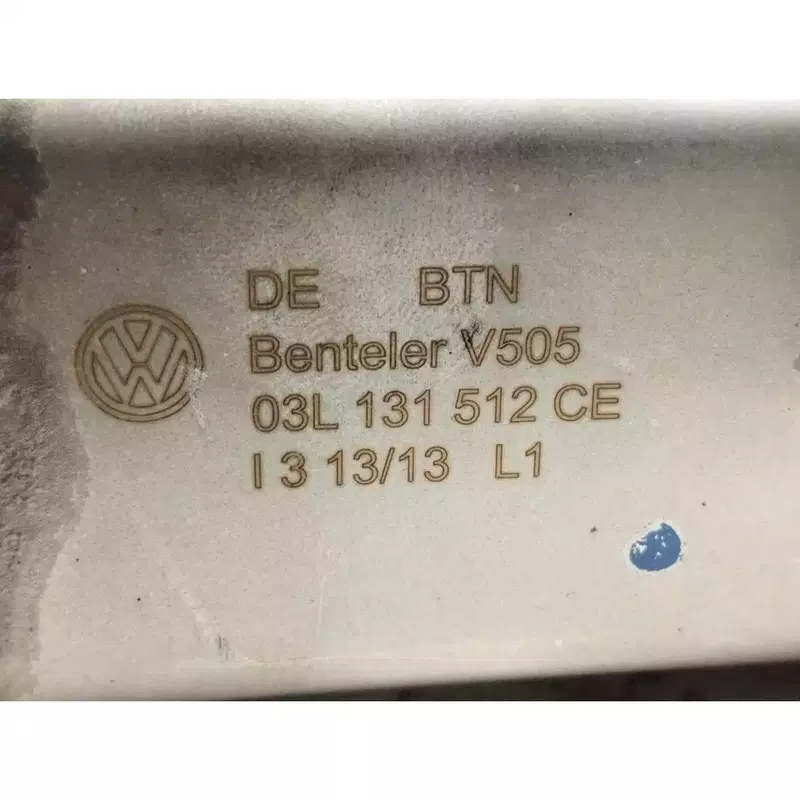 DE BTN
Benteler V505
03L 131 512 CE
I 3 13/13 L1